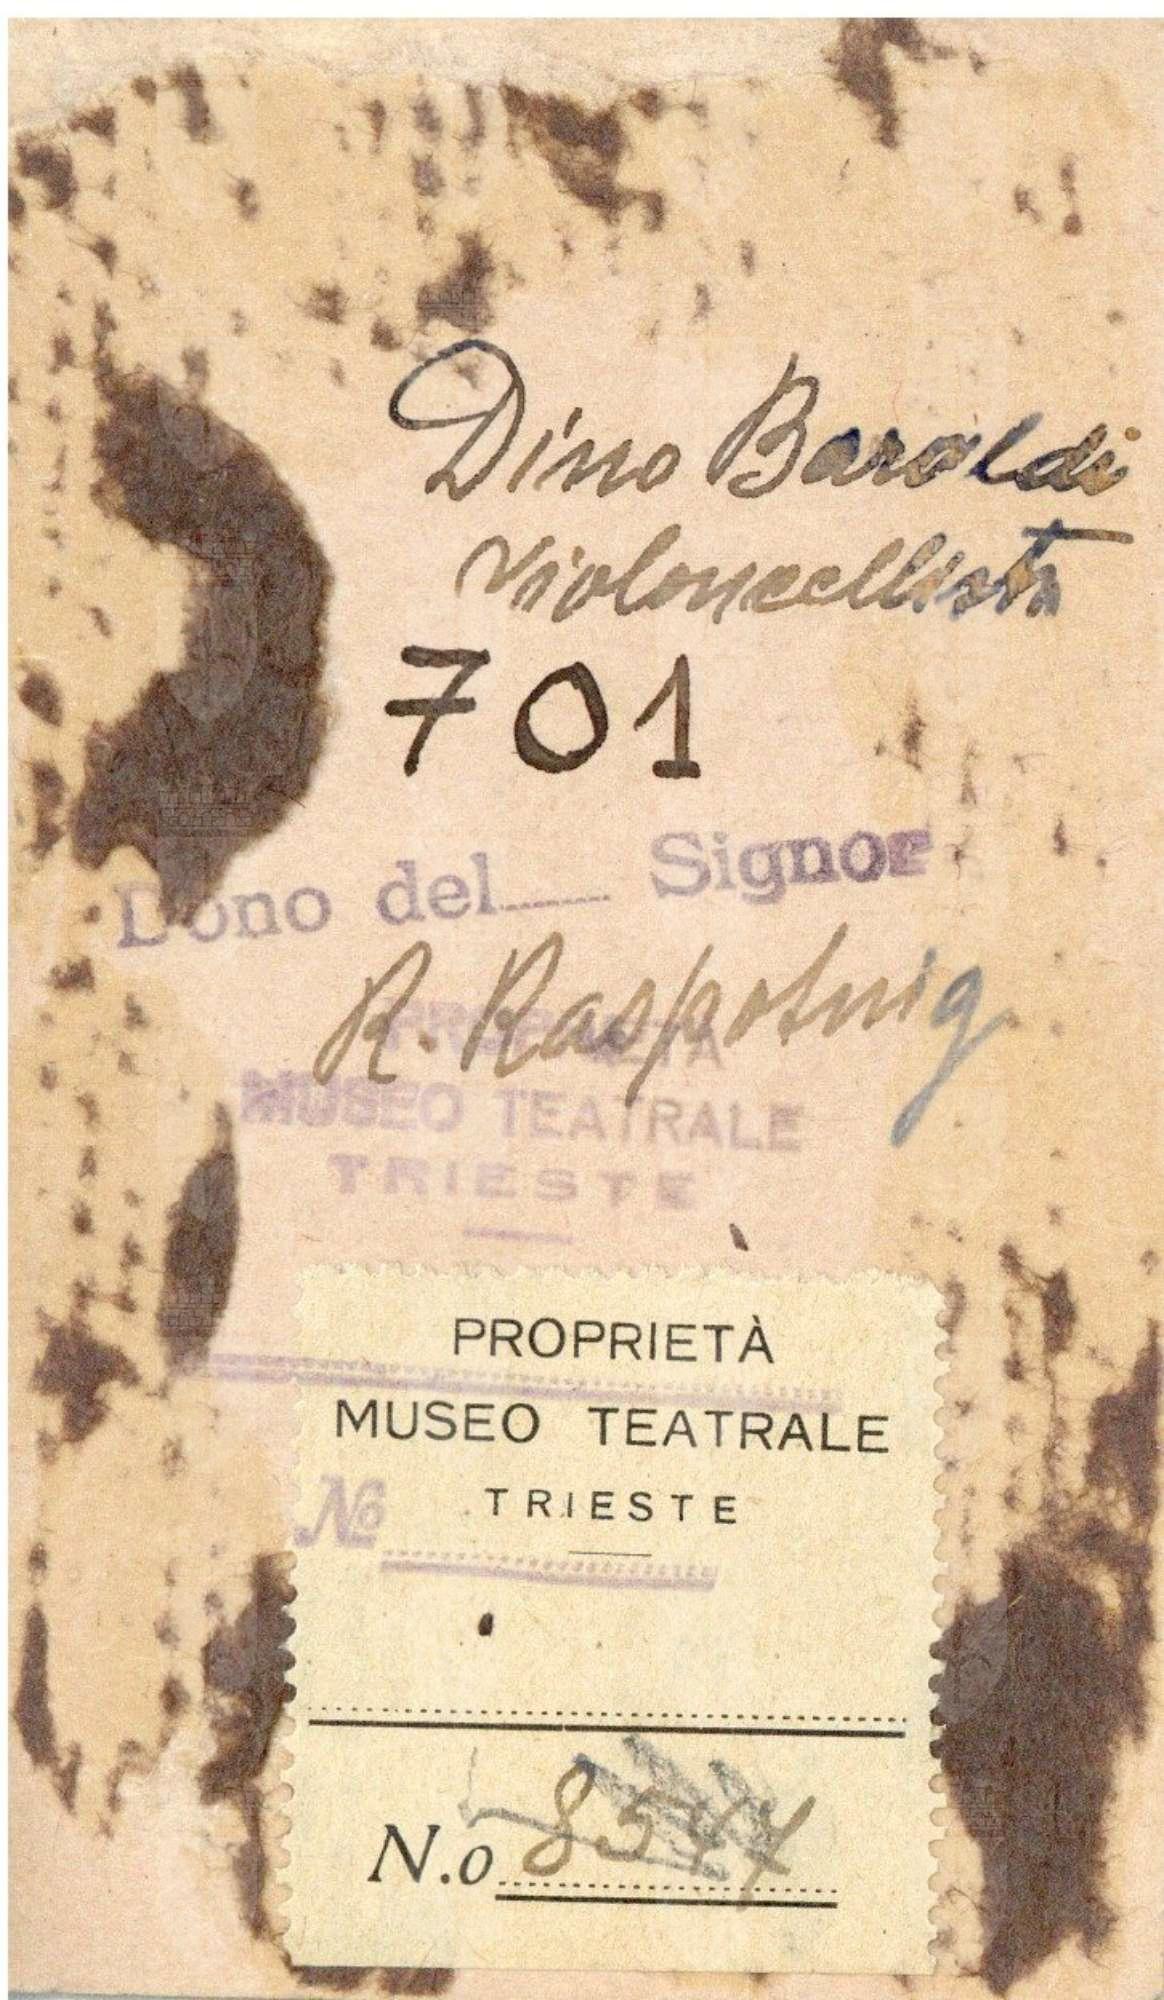 Dino Baroldi
Violoncellista
701
Dono del Signor
R. Raspotnig
PROPRIETÀ
MUSEO TEATRALE
TRIESTE
PROPRIETÀ
MUSEO TEATRALE
TRIESTE
No
N.o